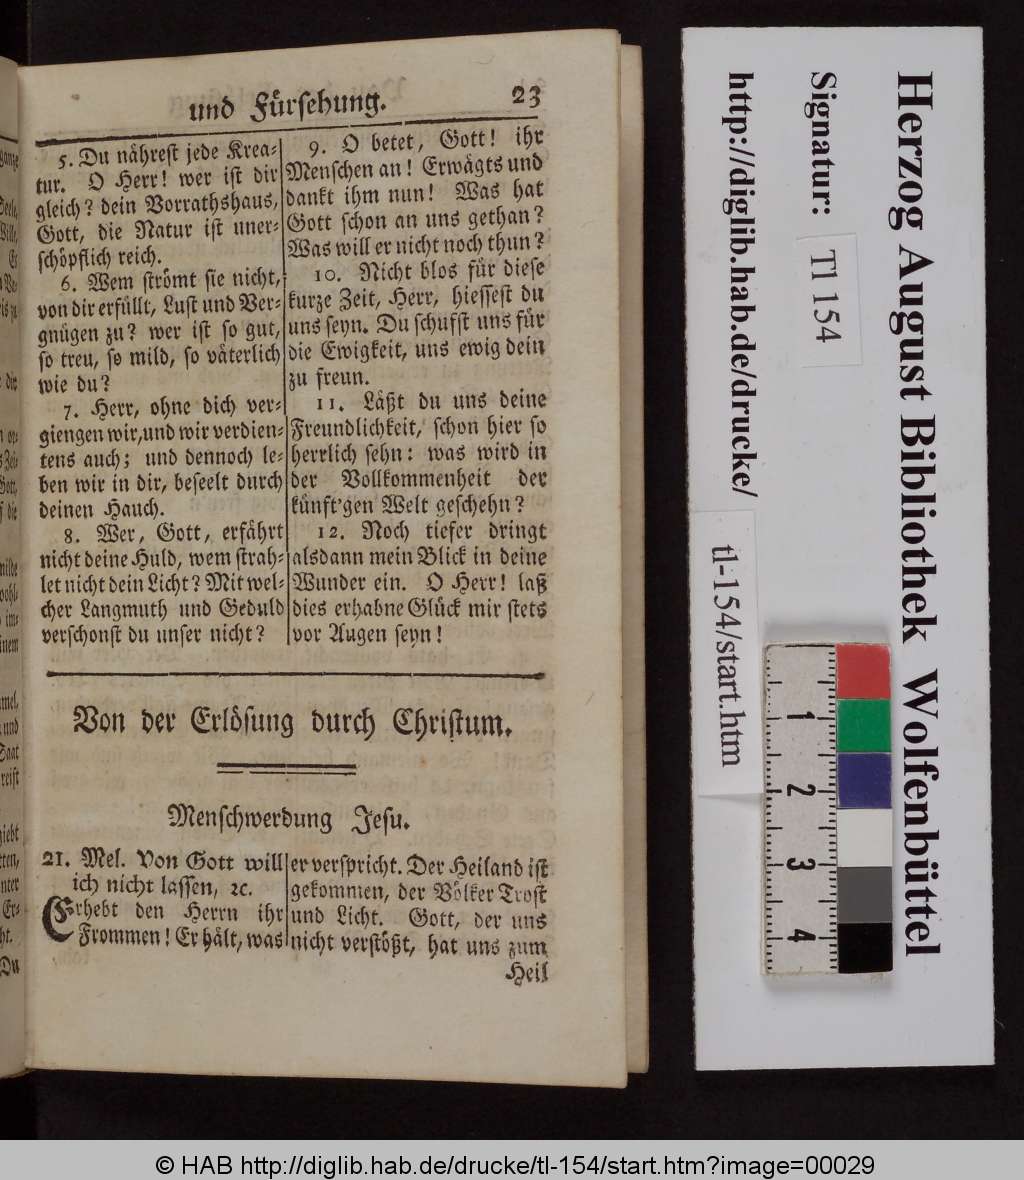 und Fürsehung. 23
5. Du nährest jede Krea-
tur. O Herr! wer ist dir
gleich? dein Vorrathshaus,
Gott, die Natur ist uner-
schöpflich reich.
6. Wem strömt sie nicht,
von dir erfüllt, Lust und Ver-
gnügen zu? wer ist so gut,
so treu, so mild, so väterlich
wie du?
7. Herr, ohne dich ver-
giengen wir, und wir verdien-
tens auch; und dennoch le-
ben wir in dir, beseelt durch
deinen Hauch.
8. Wer, Gott, erfährt
nicht deine Huld, wem strah-
let nicht dein Licht? Mit wel-
cher Langmuth und Geduld
verschonst du unser nicht?
9. O betet, Gott! ihr
Menschen an! Erwägts und
dankt ihm nun! Was hat
Gott schon an uns gethan?
Was will er nicht noch thun?
10. Nicht blos für diese
kurze Zeit, Herr, hiessest du
uns seyn. Du schufst uns für
die Ewigkeit, uns ewig dein
zu freun.
11. Läßt du uns deine
Freundlichkeit, schon hier so
herrlich sehn: was wird in
der Vollkommenheit der
künft'gen Welt geschehn?
12. Noch tiefer dringt
alsdann mein Blick in deine
Wunder ein. O Herr! laß
dies erhabne Glück mir stets
vor Augen seyn!
Von der Erlösung durch Christum.
Menschwerdung Jesu.
21. Mel. Von Gott will
ich nicht lassen, ꝛc.
Erhebt den Herrn ihr
Frommen! Er hält, was
er verspricht. Der Heiland ist
gekommen, der Völker Trost
und Licht. Gott, der uns
nicht verstößt, hat uns zum
Heil
Herzog August Bibliothek Wolfenbüttel
Signatur: Tl 154
http://diglib.hab.de/drucke/
tl-154/start.htm
1
2
3
4
© HAB http://diglib.hab.de/drucke/tl-154/start.htm?image=00029